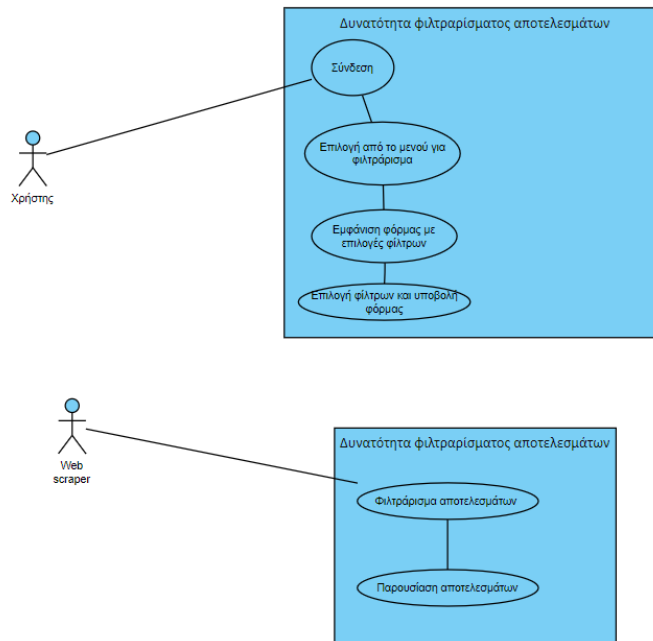 Δυνατότητα φιλτραρίσματος αποτελεσμάτων
Σύνδεση
Επιλογή από το μενού για
φιλτράρισμα
Χρήστης
Εμφάνιση φόρμας με
επιλογές φίλτρων
Επιλογή φίλτρων και υποβολή
φόρμας
Web
scraper
Δυνατότητα φιλτραρίσματος αποτελεσμάτων
Φιλτράρισμα αποτελεσμάτων
Παρουσίαση αποτελεσμάτων